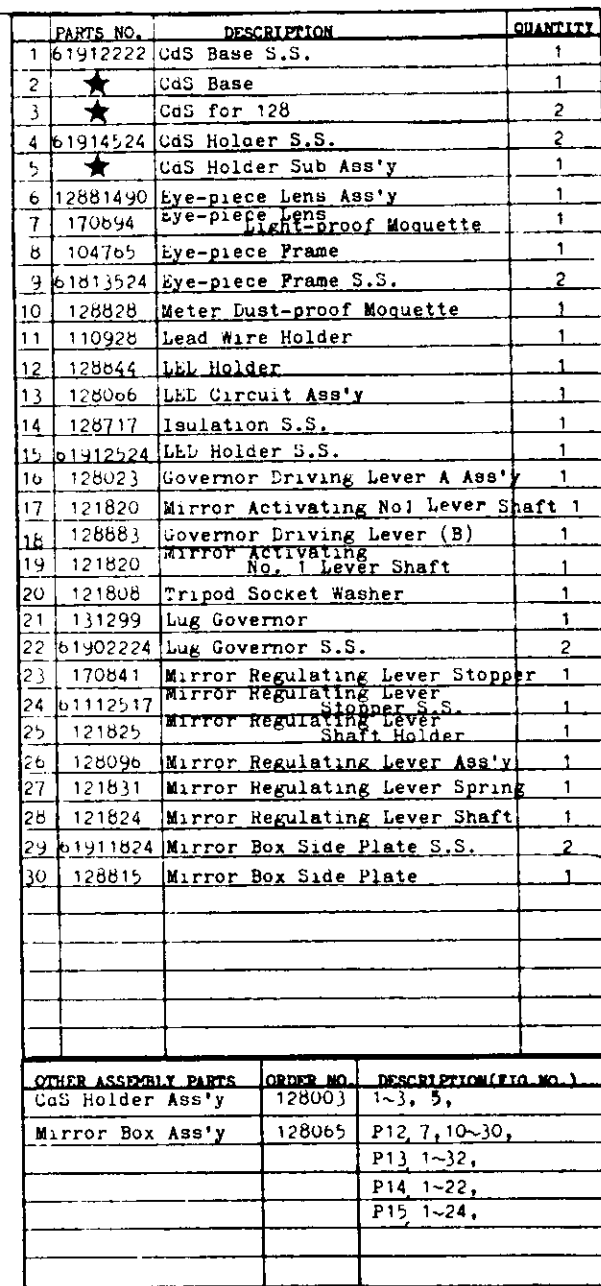 PARTS NO. DESCRIPTION QUANTITY
1 61912222 CdS Base S.S. 1
2 ★ CdS Base 1
3 ★ CdS for 128 2
4 61914524 CdS Holder S.S. 2
5 ★ CdS Holder Sub Ass'y 1
6 12881490 Eye-piece Lens Ass'y 1
7 170694 Eye-piece Lens
Light-proof Moquette 1
8 104765 Eye-piece Frame 1
9 61813524 Eye-piece Frame S.S. 2
10 128828 Meter Dust-proof Moquette 1
11 110928 Lead Wire Holder 1
12 128844 LED Holder 1
13 128066 LED Circuit Ass'y 1
14 128717 Isulation S.S. 1
15 61912524 LED Holder S.S. 1
16 128023 Governor Driving Lever A Ass'y 1
17 121820 Mirror Activating No1 Lever Shaft 1
18 128883 Governor Driving Lever (B) 1
19 121820 Mirror Activating
No. 1 Lever Shaft 1
20 121808 Tripod Socket Washer 1
21 131299 Lug Governor 1
22 61902224 Lug Governor S.S. 2
23 170841 Mirror Regulating Lever Stopper 1
24 61112517 Mirror Regulating Lever
Stopper S.S. 1
25 121825 Mirror Regulating Lever
Shaft Holder 1
26 128096 Mirror Regulating Lever Ass'y 1
27 121831 Mirror Regulating Lever Spring 1
28 121824 Mirror Regulating Lever Shaft 1
29 61911824 Mirror Box Side Plate S.S. 2
30 128815 Mirror Box Side Plate 1
OTHER ASSEMBLY PARTS ORDER NO. DESCRIPTION(FIG NO.)
CdS Holder Ass'y 128003 1~3, 5,
Mirror Box Ass'y 128065 P12 7,10~30,
P13 1~32,
P14 1~22,
P15 1~24,